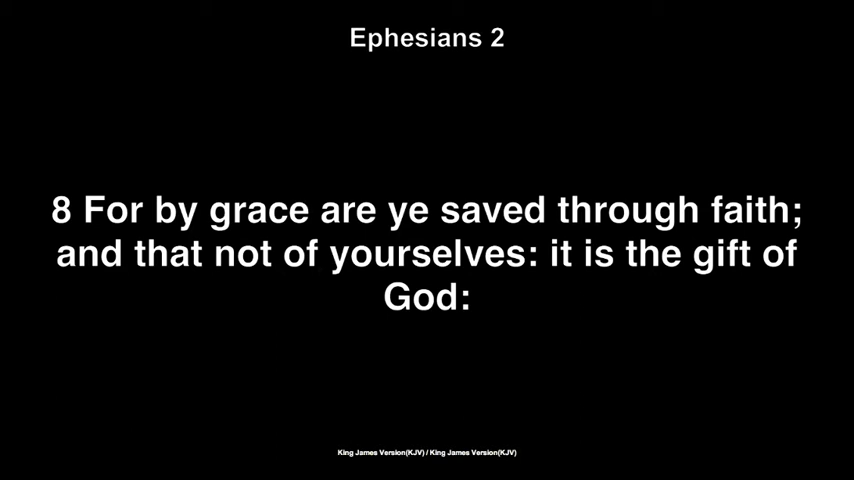 Ephesians 2
8 For by grace are ye saved through faith;
and that not of yourselves: it is the gift of
God:
King James Version(KJV) / King James Version(KJV)